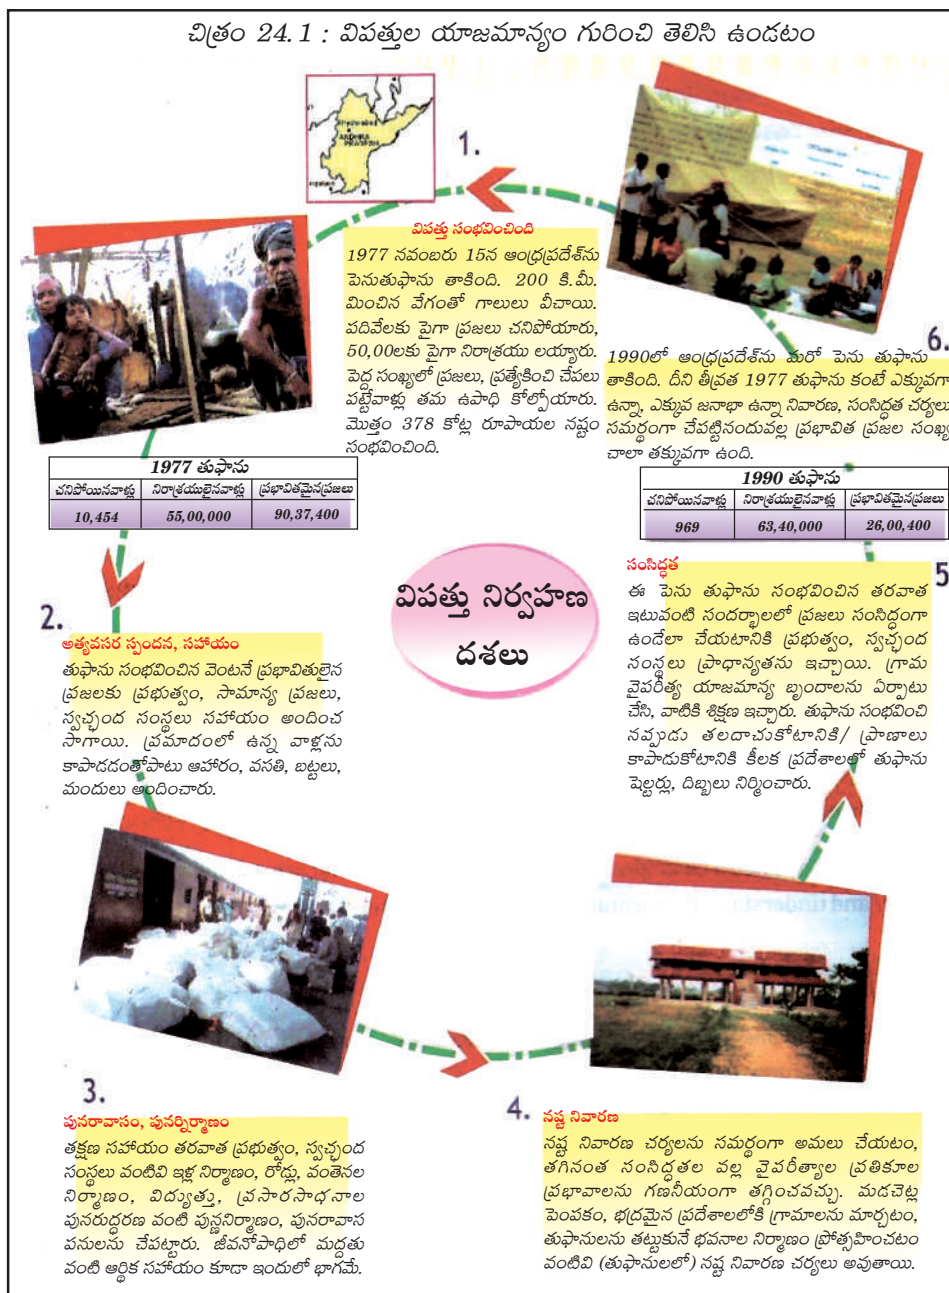 చిత్రం 24.1 : విపత్తుల యాజమాన్యం గురించి తెలిసి ఉండటం
Hyderabad
ANDHRA
PRADESH
1.
విపత్తు సంభవించింది
1977 నవంబరు 15న ఆంధ్రప్రదేశ్‌ను
పెనుతుఫాను తాకింది. 200 కి.మీ.
మించిన వేగంతో గాలులు వీచాయి.
పదివేలకు పైగా ప్రజలు చనిపోయారు,
50,00లకు పైగా నిరాశ్రయు లయ్యారు.
పెద్ద సంఖ్యలో ప్రజలు, ప్రత్యేకించి చేపలు
పట్టేవాళ్లు తమ ఉపాధి కోల్పోయారు.
మొత్తం 378 కోట్ల రూపాయల నష్టం
సంభవించింది.
1977 తుఫాను
చనిపోయినవాళ్లు నిరాశ్రయులైనవాళ్లు ప్రభావితమైనప్రజలు
10,454 55,00,000 90,37,400
2.
అత్యవసర స్పందన, సహాయం
తుఫాను సంభవించిన వెంటనే ప్రభావితులైన
ప్రజలకు ప్రభుత్వం, సామాన్య ప్రజలు,
స్వచ్ఛంద సంస్థలు సహాయం అందించ
సాగాయి. ప్రమాదంలో ఉన్న వాళ్లను
కాపాడడంతోపాటు ఆహారం, వసతి, బట్టలు,
మందులు అందించారు.
విపత్తు నిర్వహణ
దశలు
3.
పునరావాసం, పునర్నిర్మాణం
తక్షణ సహాయం తరవాత ప్రభుత్వం, స్వచ్ఛంద
సంస్థలు వంటివి ఇళ్ల నిర్మాణం, రోడ్లు, వంతెనల
నిర్మాణం, విద్యుత్తు, ప్రసారసాధనాల
పునరుద్ధరణ వంటి పున్ణనిర్మాణం, పునరావాస
పనులను చేపట్టారు. జీవనోపాధిలో మద్దతు
వంటి ఆర్థిక సహాయం కూడా ఇందులో భాగమే.
4.
నష్ట నివారణ
నష్ట నివారణ చర్యలను సమర్థంగా అమలు చేయటం,
తగినంత సంసిద్ధతల వల్ల వైపరీత్యాల ప్రతికూల
ప్రభావాలను గణనీయంగా తగ్గించవచ్చు. మడచెట్ల
పెంపకం, భద్రమైన ప్రదేశాలలోకి గ్రామాలను మార్చటం,
తుఫానులను తట్టుకునే భవనాల నిర్మాణం ప్రోత్సహించటం
వంటివి (తుఫానులలో) నష్ట నివారణ చర్యలు అవుతాయి.
5
సంసిద్ధత
ఈ పెను తుఫాను సంభవించిన తరవాత
ఇటువంటి సందర్భాలలో ప్రజలు సంసిద్ధంగా
ఉండేలా చేయటానికి ప్రభుత్వం, స్వచ్ఛంద
సంస్థలు ప్రాధాన్యతను ఇచ్చాయి. గ్రామ
వైపరీత్య యాజమాన్య బృందాలను ఏర్పాటు
చేసి, వాటికి శిక్షణ ఇచ్చారు. తుఫాను సంభవించి
నప్పుడు తలదాచుకోటానికి/ ప్రాణాలు
కాపాడుకోటానికి కీలక ప్రదేశాలలో తుఫాను
షెల్టర్లు, దిబ్బలు నిర్మించారు.
6.
1990లో ఆంధ్రప్రదేశ్‌ను మరో పెను తుఫాను
తాకింది. దీని తీవ్రత 1977 తుఫాను కంటే ఎక్కువగా
ఉన్నా, ఎక్కువ జనాభా ఉన్నా నివారణ, సంసిద్ధత చర్యలు
సమర్థంగా చేపట్టినందువల్ల ప్రభావిత ప్రజల సంఖ్య
చాలా తక్కువగా ఉంది.
1990 తుఫాను
చనిపోయినవాళ్లు నిరాశ్రయులైనవాళ్లు ప్రభావితమైనప్రజలు
969 63,40,000 26,00,400